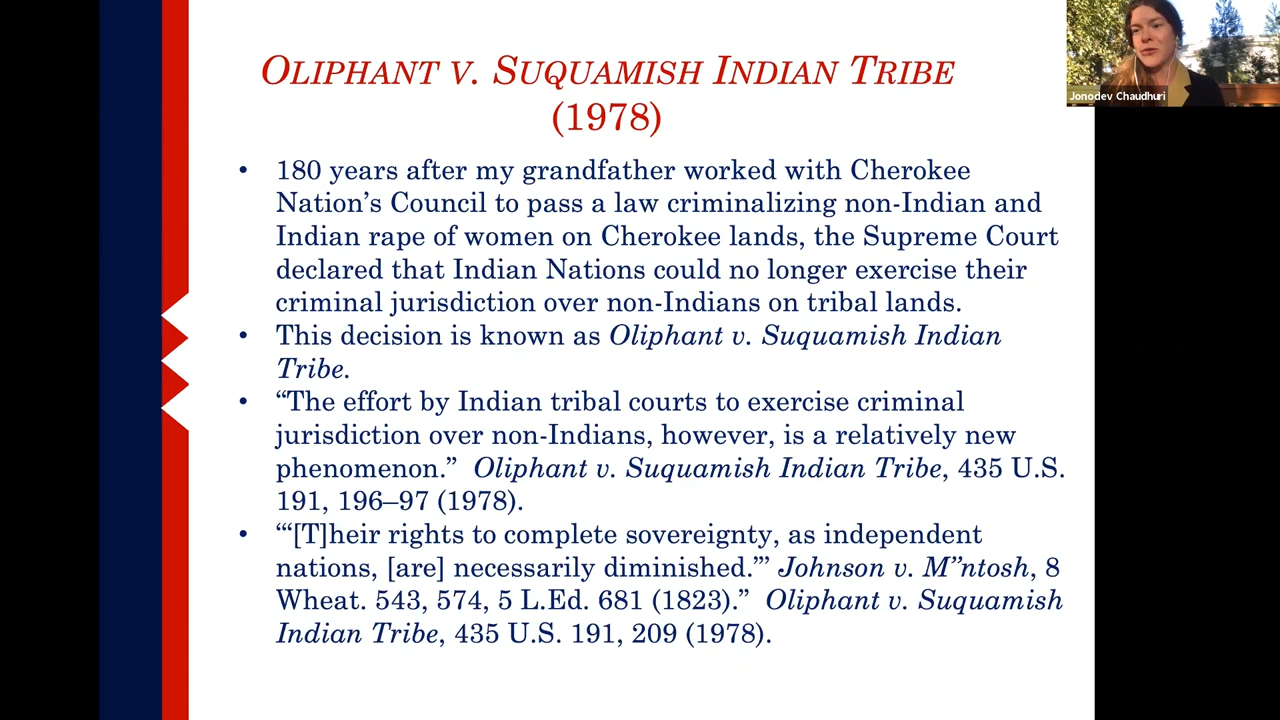 OLIPHANT V. SUQUAMISH INDIAN TRIBE
(1978)
• 180 years after my grandfather worked with Cherokee
Nation’s Council to pass a law criminalizing non-Indian and
Indian rape of women on Cherokee lands, the Supreme Court
declared that Indian Nations could no longer exercise their
criminal jurisdiction over non-Indians on tribal lands.
• This decision is known as Oliphant v. Suquamish Indian
Tribe.
• “The effort by Indian tribal courts to exercise criminal
jurisdiction over non-Indians, however, is a relatively new
phenomenon.” Oliphant v. Suquamish Indian Tribe, 435 U.S.
191, 196–97 (1978).
• “‘[T]heir rights to complete sovereignty, as independent
nations, [are] necessarily diminished.’” Johnson v. M”ntosh, 8
Wheat. 543, 574, 5 L.Ed. 681 (1823).” Oliphant v. Suquamish
Indian Tribe, 435 U.S. 191, 209 (1978).
Jonodev Chaudhuri